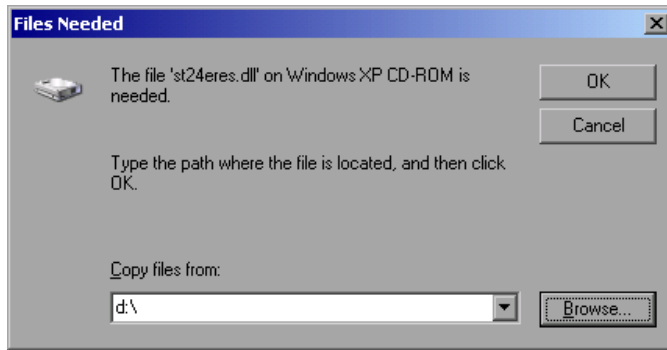 Files Needed
The file 'st24eres.dll' on Windows XP CD-ROM is
needed.
OK
Cancel
Type the path where the file is located, and then click
OK.
Copy files from:
d:\
Browse...